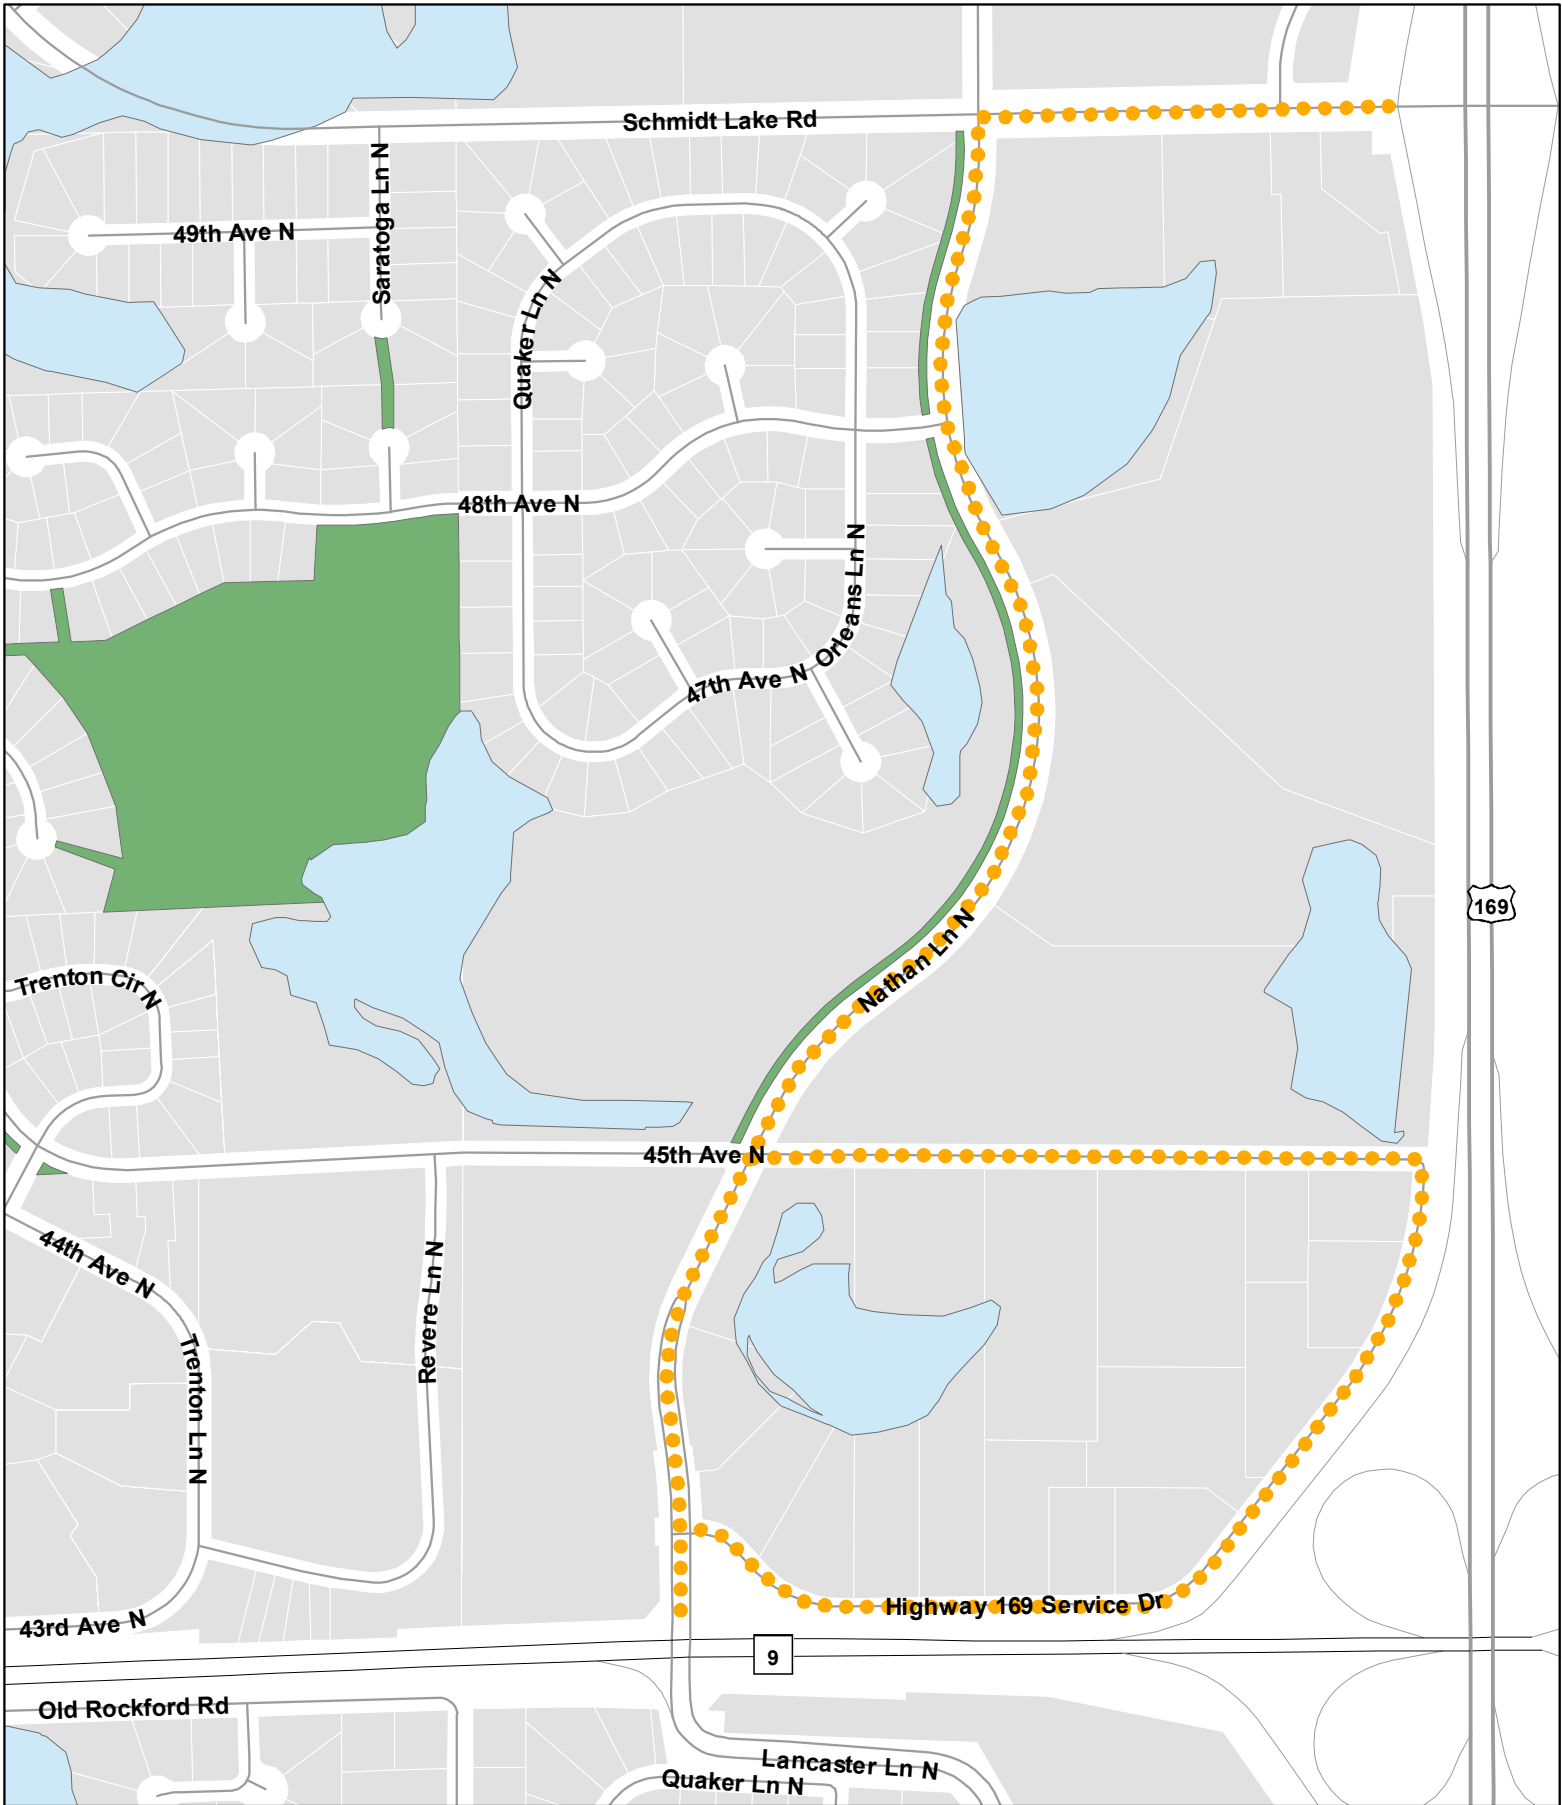 Schmidt Lake Rd
Saratoga Ln N
49th Ave N
Quaker Ln N
48th Ave N
Orleans Ln N
47th Ave N
169
Nathan Ln N
Trenton Cir N
45th Ave N
44th Ave N
Revere Ln N
Trenton Ln N
Highway 169 Service Dr
43rd Ave N
9
Old Rockford Rd
Lancaster Ln N
Quaker Ln N